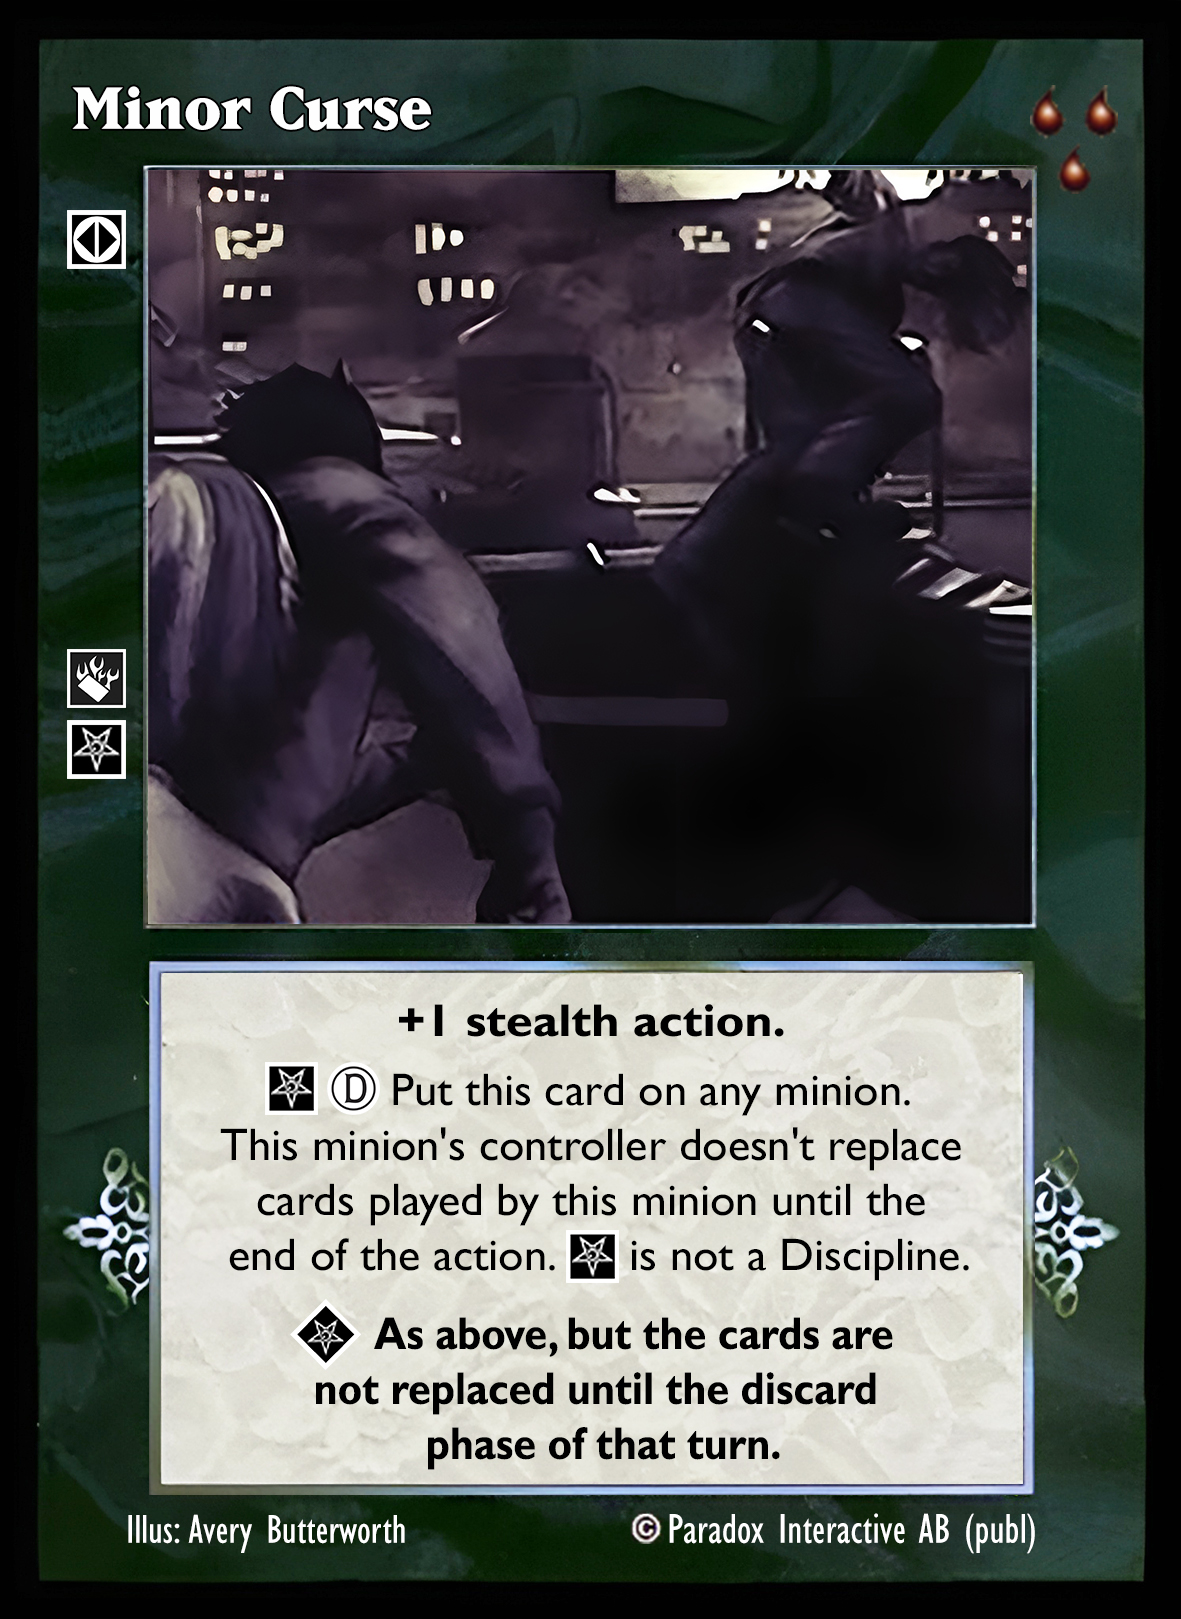 Minor Curse
+1 stealth action.
D Put this card on any minion.
This minion's controller doesn't replace
cards played by this minion until the
end of the action. is not a Discipline.
As above, but the cards are
not replaced until the discard
phase of that turn.
Illus: Avery Butterworth © Paradox Interactive AB (publ)